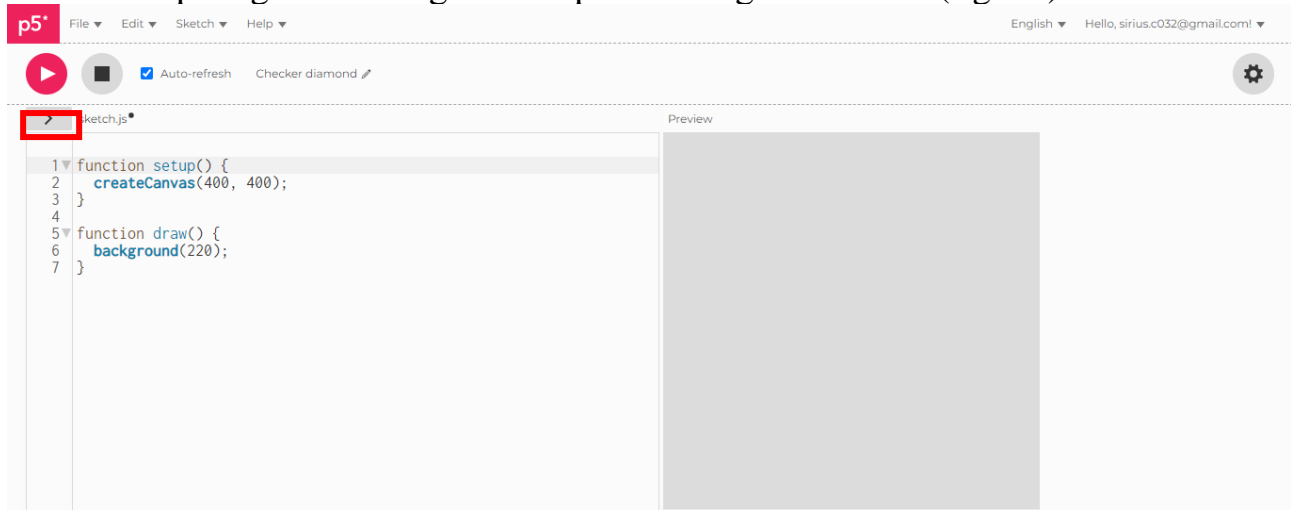 p5* File Edit Sketch Help English Hello, sirius.c032@gmail.com!
Auto-refresh Checker diamond
> sketch.js• Preview
1 function setup() {
2 createCanvas(400, 400);
3 }
4
5 function draw() {
6 background(220);
7 }